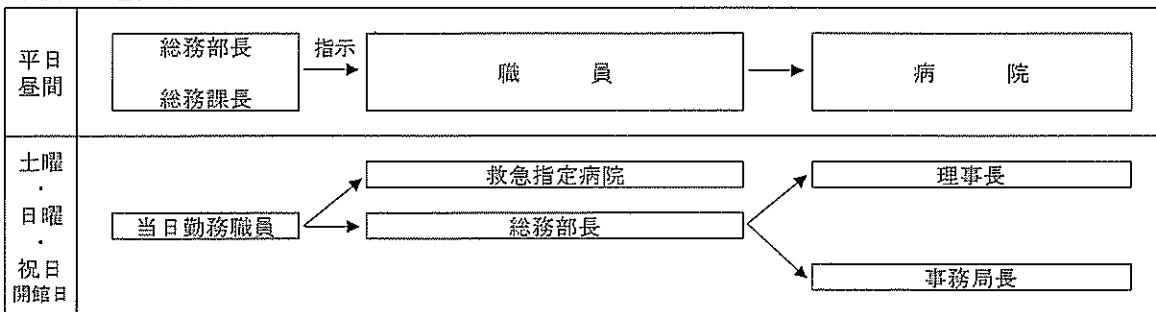 平日
昼間
総務部長
総務課長
指示
職員
病院
土曜
・
日曜
・
祝日
開館日
当日勤務職員
救急指定病院
総務部長
理事長
事務局長